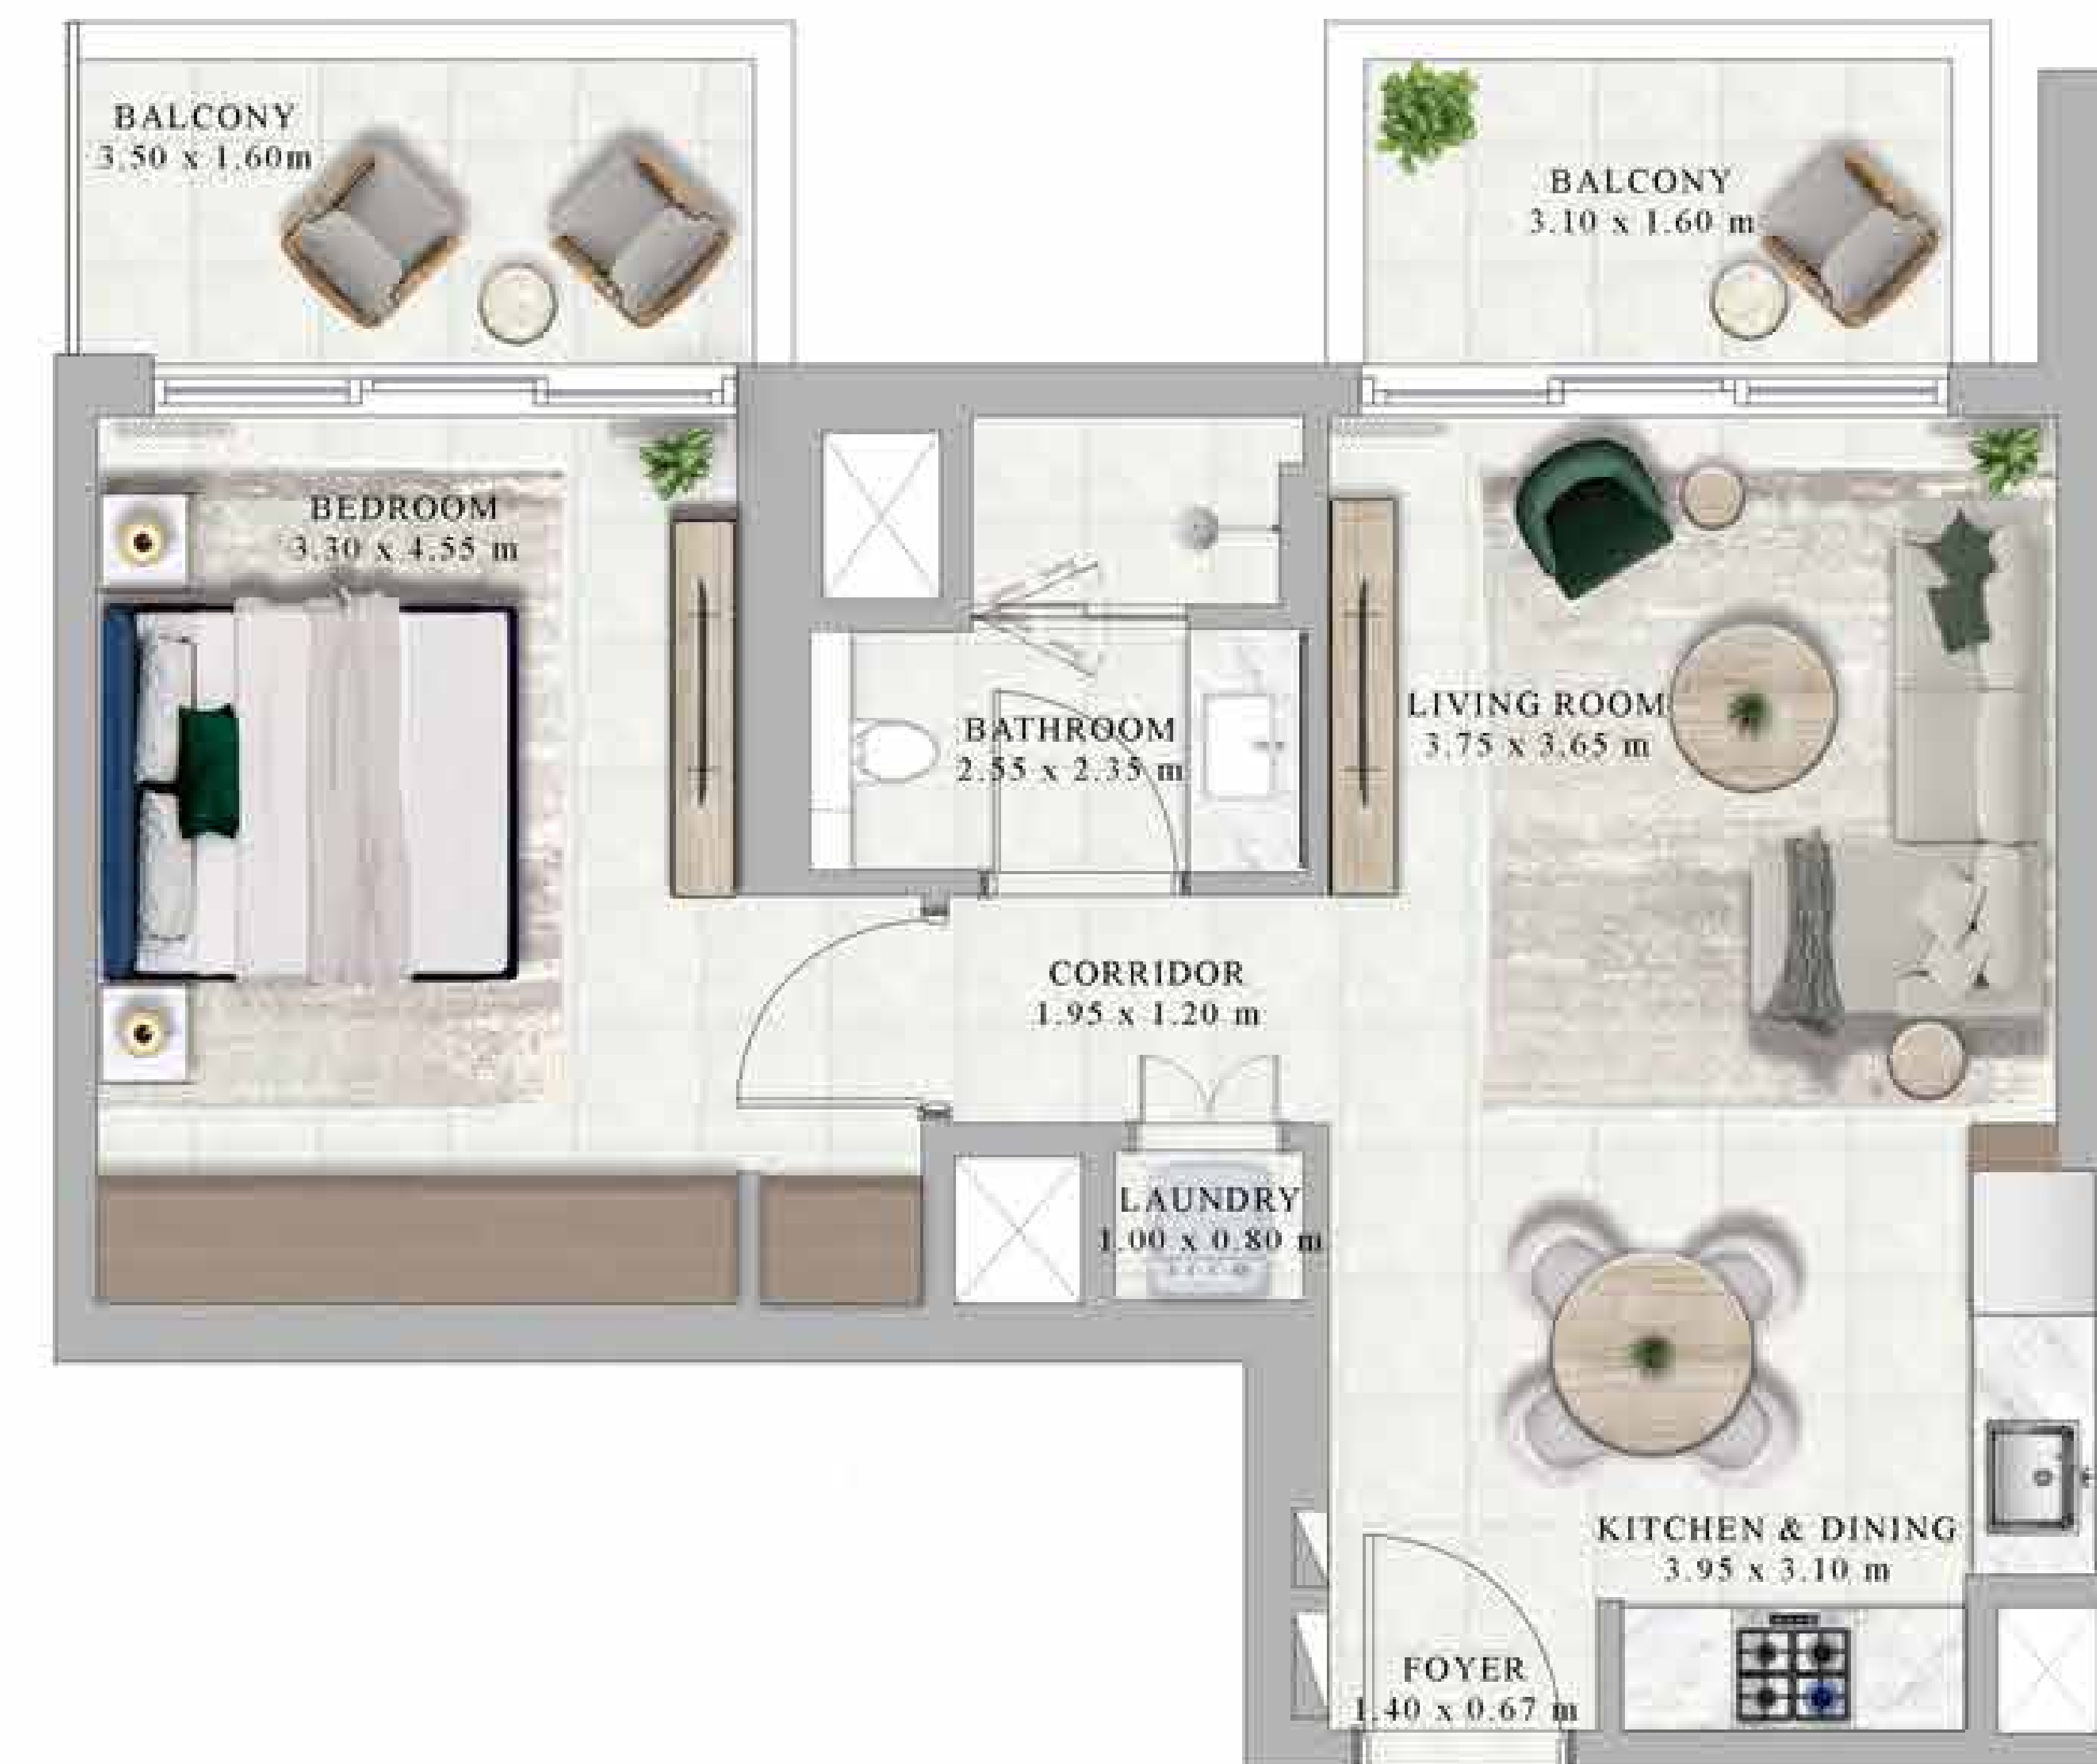 BALCONY
3.50 x 1.60m
BALCONY
3.10 x 1.60 m
BEDROOM
3.30 x 4.55 m
BATHROOM
2.55 x 2.35 m
LIVING ROOM
3.75 x 3.65 m
CORRIDOR
1.95 x 1.20 m
LAUNDRY
1.00 x 0.80 m
KITCHEN & DINING
3.95 x 3.10 m
FOYER
1.40 x 0.67 m